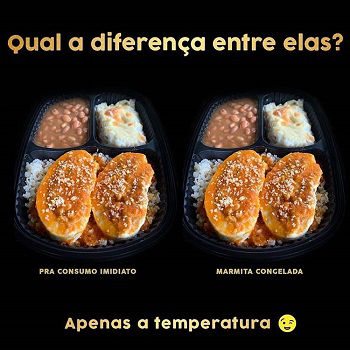 Qual a diferença entre elas?
PRA CONSUMO IMIDIATO
MARMITA CONGELADA
Apenas a temperatura 😉